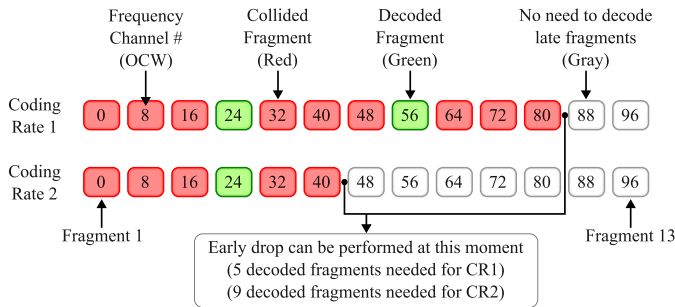 Frequency
Channel #
(OCW)
Collided
Fragment
(Red)
Decoded
Fragment
(Green)
No need to decode
late fragments
(Gray)
Coding
Rate 1
0 8 16 24 32 40 48 56 64 72 80 88 96
Coding
Rate 2
0 8 16 24 32 40 48 56 64 72 80 88 96
Fragment 1
Fragment 13
Early drop can be performed at this moment
(5 decoded fragments needed for CR1)
(9 decoded fragments needed for CR2)